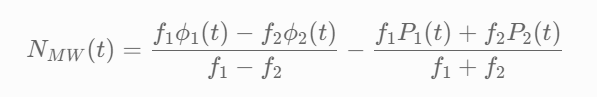 N_{MW}(t) = \frac{f_1\phi_1(t) - f_2\phi_2(t)}{f_1 - f_2} - \frac{f_1P_1(t) + f_2P_2(t)}{f_1 + f_2}